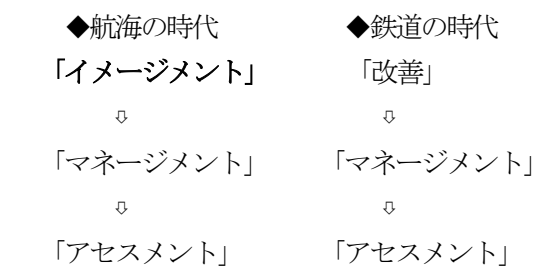 ◆航海の時代　◆鉄道の時代
「イメージメント」　「改善」
⇩　⇩
「マネージメント」　「マネージメント」
⇩　⇩
「アセスメント」　「アセスメント」